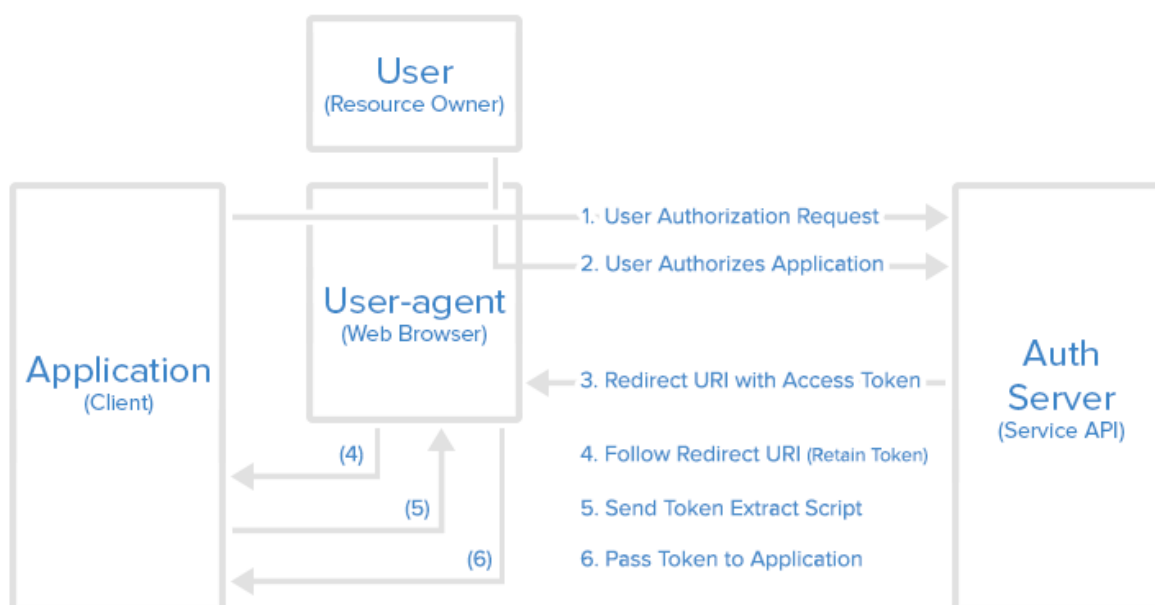 User
(Resource Owner)
1. User Authorization Request
2. User Authorizes Application
User-agent
(Web Browser)
Application
(Client)
Auth
Server
(Service API)
3. Redirect URI with Access Token
(4)
4. Follow Redirect URI (Retain Token)
(5)
5. Send Token Extract Script
(6)
6. Pass Token to Application